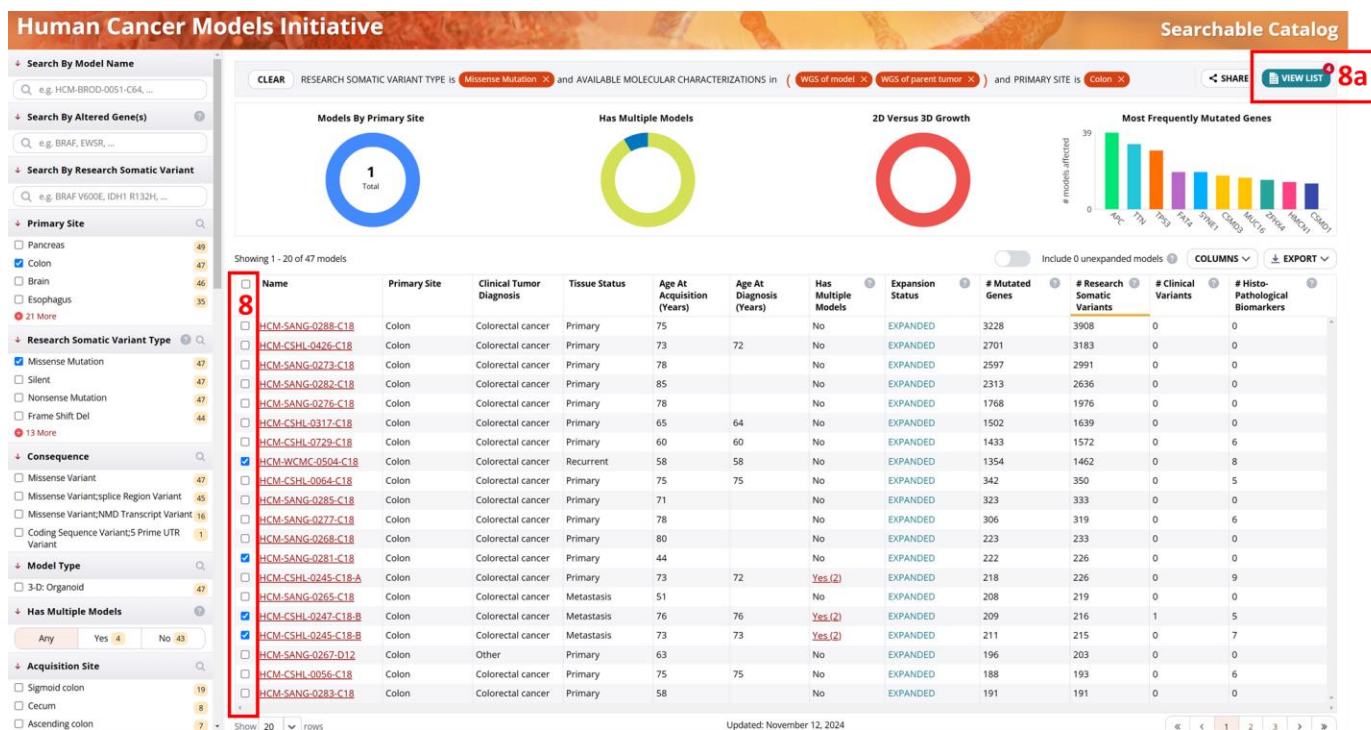 Human Cancer Models Initiative
Searchable Catalog
Search By Model Name
e.g. HCM-BROD-0051-C64, ...
Search By Altered Gene(s)
e.g. BRAF, EWSR, ...
Search By Research Somatic Variant
e.g. BRAF V600E, IDH1 R132H, ...
Primary Site
Pancreas 49
Colon 47
Brain 46
Esophagus 35
21 More
Research Somatic Variant Type
Missense Mutation 47
Silent 47
Nonsense Mutation 47
Frame Shift Del 44
13 More
Consequence
Missense Variant 47
Missense Variant;splice Region Variant 45
Missense Variant;NMD Transcript Variant 16
Coding Sequence Variant;5 Prime UTR 1
Variant
Model Type
3-D: Organoid 47
Has Multiple Models
Any Yes 4 No 43
Acquisition Site
Sigmoid colon 19
Cecum 8
Ascending colon 7
CLEAR RESEARCH SOMATIC VARIANT TYPE is Missense Mutation × and AVAILABLE MOLECULAR CHARACTERIZATIONS in ( WGS of model × WGS of parent tumor × ) and PRIMARY SITE is Colon ×
SHARE VIEW LIST 4
8a
Models By Primary Site
1
Total
Has Multiple Models
2D Versus 3D Growth
Most Frequently Mutated Genes
# models affected
39
0
APC TTN TP53 FAT4 SYNE1 CSMD3 MUC16 ZFHX4 HMCN1 CSMD1
Showing 1 - 20 of 47 models
Include 0 unexpanded models COLUMNS EXPORT
8
Name Primary Site Clinical Tumor Diagnosis Tissue Status Age At Acquisition (Years) Age At Diagnosis (Years) Has Multiple Models Expansion Status # Mutated Genes # Research Somatic Variants # Clinical Variants # Histo-Pathological Biomarkers
HCM-SANG-0288-C18 Colon Colorectal cancer Primary 75 No EXPANDED 3228 3908 0 0
HCM-CSHL-0426-C18 Colon Colorectal cancer Primary 73 72 No EXPANDED 2701 3183 0 0
HCM-SANG-0273-C18 Colon Colorectal cancer Primary 78 No EXPANDED 2597 2991 0 0
HCM-SANG-0282-C18 Colon Colorectal cancer Primary 85 No EXPANDED 2313 2636 0 0
HCM-SANG-0276-C18 Colon Colorectal cancer Primary 78 No EXPANDED 1768 1976 0 0
HCM-CSHL-0317-C18 Colon Colorectal cancer Primary 65 64 No EXPANDED 1502 1639 0 0
HCM-CSHL-0729-C18 Colon Colorectal cancer Primary 60 60 No EXPANDED 1433 1572 0 6
HCM-WCMC-0504-C18 Colon Colorectal cancer Recurrent 58 58 No EXPANDED 1354 1462 0 8
HCM-CSHL-0064-C18 Colon Colorectal cancer Primary 75 75 No EXPANDED 342 350 0 5
HCM-SANG-0285-C18 Colon Colorectal cancer Primary 71 No EXPANDED 323 333 0 0
HCM-SANG-0277-C18 Colon Colorectal cancer Primary 78 No EXPANDED 306 319 0 6
HCM-SANG-0268-C18 Colon Colorectal cancer Primary 80 No EXPANDED 223 233 0 0
HCM-SANG-0281-C18 Colon Colorectal cancer Primary 44 No EXPANDED 222 226 0 0
HCM-CSHL-0245-C18-A Colon Colorectal cancer Primary 73 72 Yes (2) EXPANDED 218 226 0 9
HCM-SANG-0265-C18 Colon Colorectal cancer Metastasis 51 No EXPANDED 208 219 0 0
HCM-CSHL-0247-C18-B Colon Colorectal cancer Metastasis 76 76 Yes (2) EXPANDED 209 216 1 5
HCM-CSHL-0245-C18-B Colon Colorectal cancer Metastasis 73 73 Yes (2) EXPANDED 211 215 0 7
HCM-SANG-0267-D12 Colon Other Primary 63 No EXPANDED 196 203 0 0
HCM-CSHL-0056-C18 Colon Colorectal cancer Primary 75 75 No EXPANDED 188 193 0 6
HCM-SANG-0283-C18 Colon Colorectal cancer Primary 58 No EXPANDED 191 191 0 0
Show 20 rows
Updated: November 12, 2024
« ‹ 1 2 3 › »